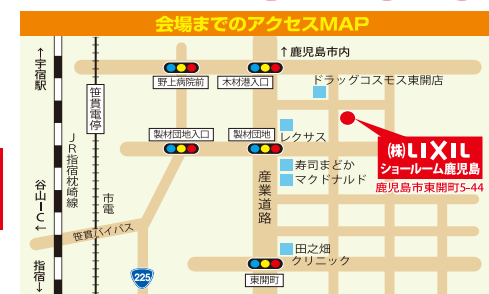 会場までのアクセスMAP
↑宇宿駅
↑鹿児島市内
野上病院前
木材港入口
ドラッグコスモス東開店
笹貫電停
製材団地入口
製材団地
レクサス
(株)LIXIL
ショールーム鹿児島
鹿児島市東開町5-44
JR指宿枕崎線
寿司まどか
マクドナルド
谷山IC←
市電
産業道路
笹貫バイパス
田之畑
クリニック
指宿↓
225
東開町